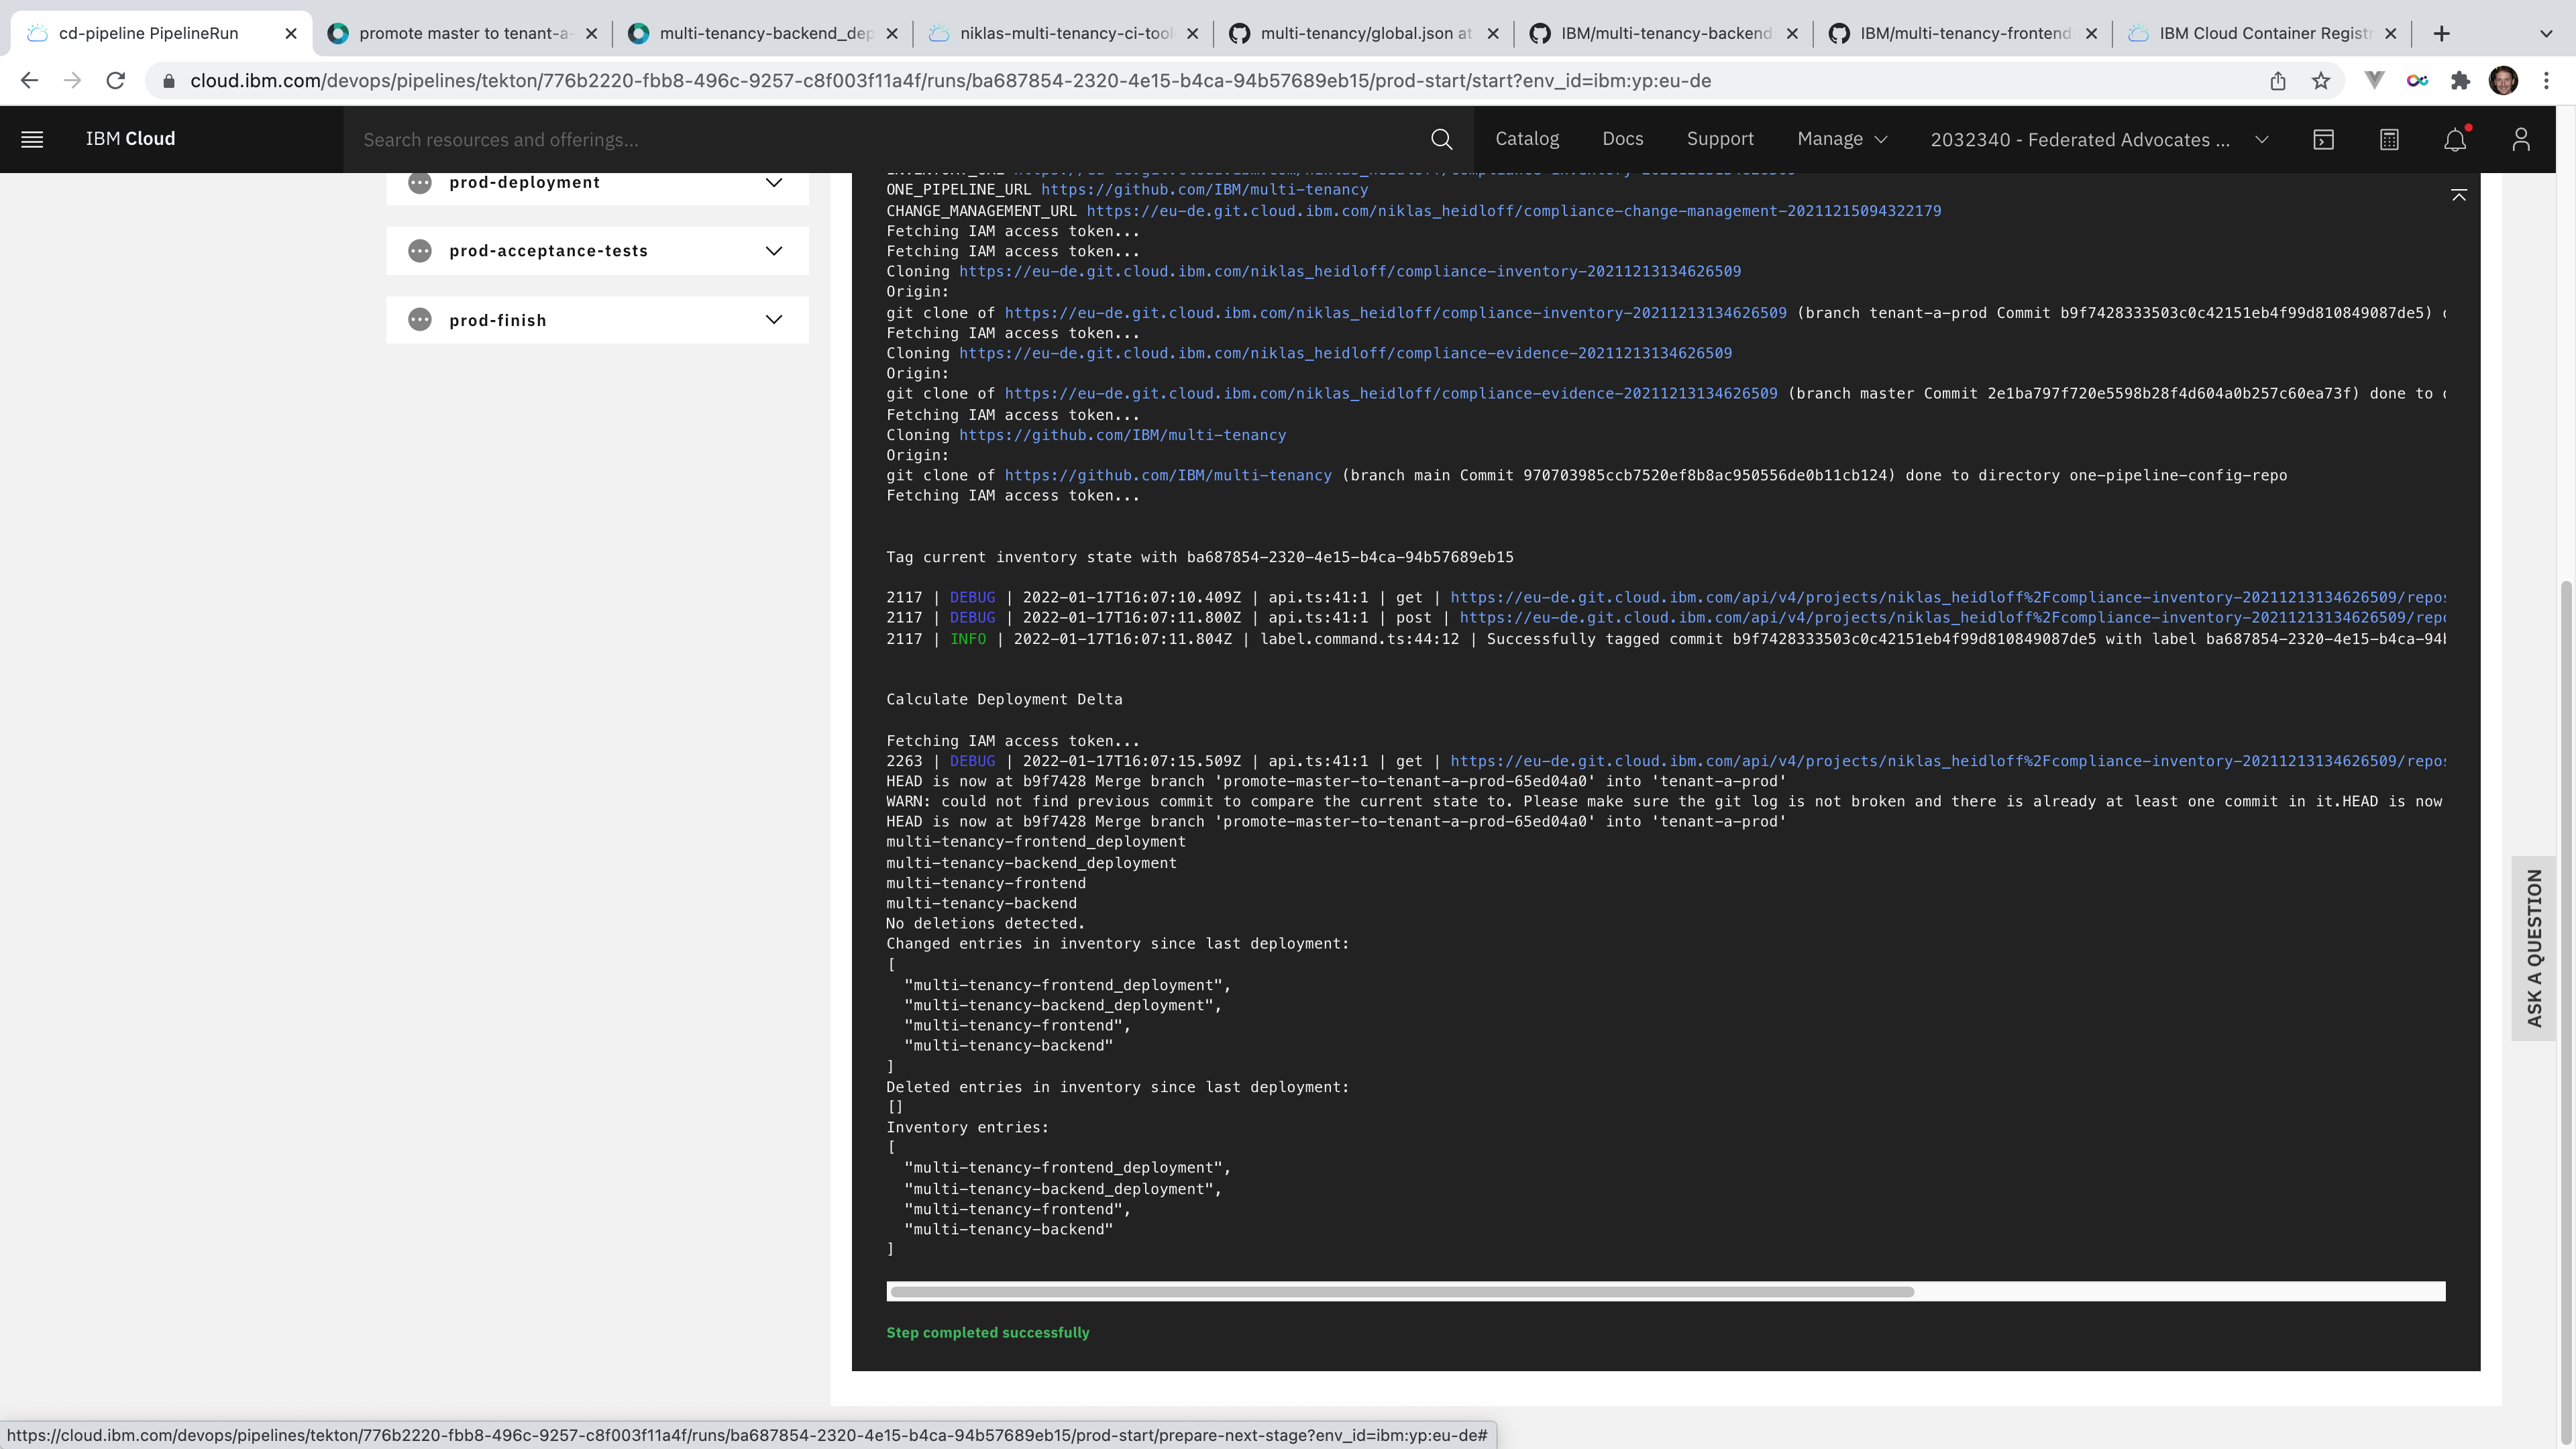 cd-pipeline PipelineRun
promote master to tenant-a-
multi-tenancy-backend_dep
niklas-multi-tenancy-ci-tool
multi-tenancy/global.json at
IBM/multi-tenancy-backend
IBM/multi-tenancy-frontend
IBM Cloud Container Registr
cloud.ibm.com/devops/pipelines/tekton/776b2220-fbb8-496c-9257-c8f003f11a4f/runs/ba687854-2320-4e15-b4ca-94b57689eb15/prod-start/start?env_id=ibm:yp:eu-de
IBM Cloud
Search resources and offerings...
Catalog
Docs
Support
Manage
2032340 - Federated Advocates ...
prod-deployment
prod-acceptance-tests
prod-finish
ONE_PIPELINE_URL https://github.com/IBM/multi-tenancy
CHANGE_MANAGEMENT_URL https://eu-de.git.cloud.ibm.com/niklas_heidloff/compliance-change-management-20211215094322179
Fetching IAM access token...
Fetching IAM access token...
Cloning https://eu-de.git.cloud.ibm.com/niklas_heidloff/compliance-inventory-20211213134626509
Origin:
git clone of https://eu-de.git.cloud.ibm.com/niklas_heidloff/compliance-inventory-20211213134626509 (branch tenant-a-prod Commit b9f7428333503c0c42151eb4f99d810849087de5)
Fetching IAM access token...
Cloning https://eu-de.git.cloud.ibm.com/niklas_heidloff/compliance-evidence-20211213134626509
Origin:
git clone of https://eu-de.git.cloud.ibm.com/niklas_heidloff/compliance-evidence-20211213134626509 (branch master Commit 2e1ba797f720e5598b28f4d604a0b257c60ea73f) done to
Fetching IAM access token...
Cloning https://github.com/IBM/multi-tenancy
Origin:
git clone of https://github.com/IBM/multi-tenancy (branch main Commit 970703985ccb7520ef8b8ac950556de0b11cb124) done to directory one-pipeline-config-repo
Fetching IAM access token...
Tag current inventory state with ba687854-2320-4e15-b4ca-94b57689eb15
2117 | DEBUG | 2022-01-17T16:07:10.409Z | api.ts:41:1 | get | https://eu-de.git.cloud.ibm.com/api/v4/projects/niklas_heidloff%2Fcompliance-inventory-20211213134626509/repos
2117 | DEBUG | 2022-01-17T16:07:11.800Z | api.ts:41:1 | post | https://eu-de.git.cloud.ibm.com/api/v4/projects/niklas_heidloff%2Fcompliance-inventory-20211213134626509/repo
2117 | INFO | 2022-01-17T16:07:11.804Z | label.command.ts:44:12 | Successfully tagged commit b9f7428333503c0c42151eb4f99d810849087de5 with label ba687854-2320-4e15-b4ca-94b
Calculate Deployment Delta
Fetching IAM access token...
2263 | DEBUG | 2022-01-17T16:07:15.509Z | api.ts:41:1 | get | https://eu-de.git.cloud.ibm.com/api/v4/projects/niklas_heidloff%2Fcompliance-inventory-20211213134626509/repos
HEAD is now at b9f7428 Merge branch 'promote-master-to-tenant-a-prod-65ed04a0' into 'tenant-a-prod'
WARN: could not find previous commit to compare the current state to. Please make sure the git log is not broken and there is already at least one commit in it.HEAD is now
HEAD is now at b9f7428 Merge branch 'promote-master-to-tenant-a-prod-65ed04a0' into 'tenant-a-prod'
multi-tenancy-frontend_deployment
multi-tenancy-backend_deployment
multi-tenancy-frontend
multi-tenancy-backend
No deletions detected.
Changed entries in inventory since last deployment:
[
"multi-tenancy-frontend_deployment",
"multi-tenancy-backend_deployment",
"multi-tenancy-frontend",
"multi-tenancy-backend"
]
Deleted entries in inventory since last deployment:
[]
Inventory entries:
[
"multi-tenancy-frontend_deployment",
"multi-tenancy-backend_deployment",
"multi-tenancy-frontend",
"multi-tenancy-backend"
]
Step completed successfully
ASK A QUESTION
https://cloud.ibm.com/devops/pipelines/tekton/776b2220-fbb8-496c-9257-c8f003f11a4f/runs/ba687854-2320-4e15-b4ca-94b57689eb15/prod-start/prepare-next-stage?env_id=ibm:yp:eu-de#